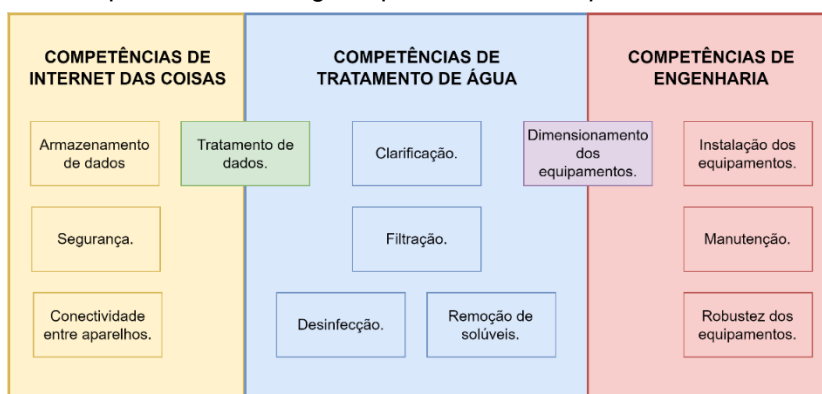 COMPETÊNCIAS DE
INTERNET DAS COISAS
COMPETÊNCIAS DE
TRATAMENTO DE ÁGUA
COMPETÊNCIAS DE
ENGENHARIA
Armazenamento
de dados
Tratamento de
dados.
Clarificação.
Dimensionamento
dos
equipamentos.
Instalação dos
equipamentos.
Segurança.
Filtração.
Manutenção.
Conectividade
entre aparelhos.
Desinfecção.
Remoção de
solúveis.
Robustez dos
equipamentos.